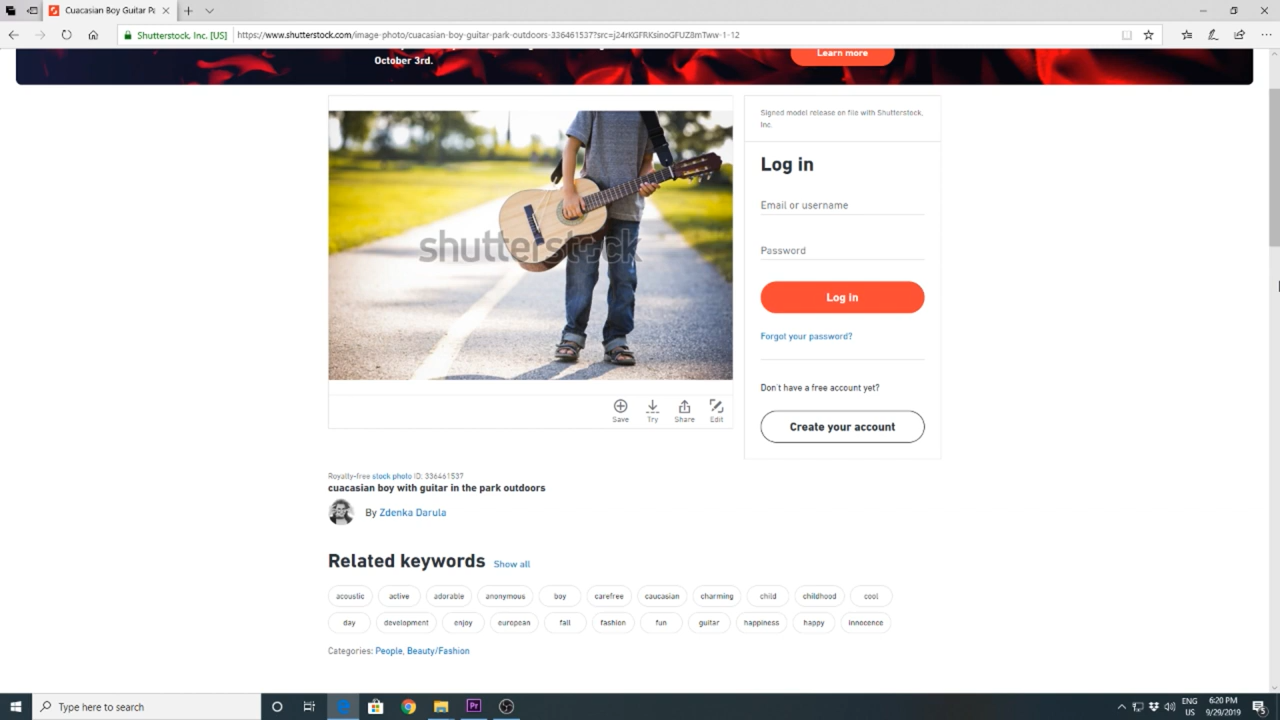 Cuacasian Boy Guitar Pa
Shutterstock, Inc. [US]
https://www.shutterstock.com/image-photo/cuacasian-boy-guitar-park-outdoors-336461537?src=j24rKGFRKsinoGFUZ8mTww-1-12
October 3rd.
Learn more
shutterstock
Save
Try
Share
Edit
Signed model release on file with Shutterstock,
Inc.
Log in
Email or username
Password
Log in
Forgot your password?
Don't have a free account yet?
Create your account
Royalty-free stock photo ID: 336461537
cuacasian boy with guitar in the park outdoors
By Zdenka Darula
Related keywords Show all
acoustic active adorable anonymous boy carefree caucasian charming child childhood cool
day development enjoy european fall fashion fun guitar happiness happy innocence
Categories: People, Beauty/Fashion
Type here to search
Pr
ENG
US
6:20 PM
9/29/2019
5